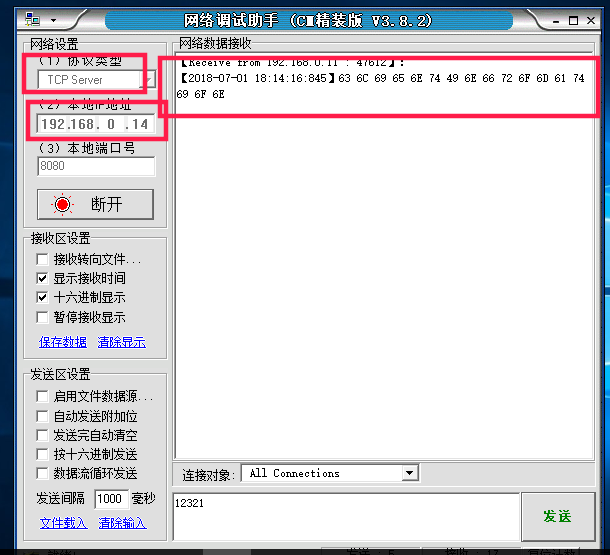 网络调试助手 (CM精装版 V3.8.2)
网络设置
(1) 协议类型
TCP Server
(2) 本地IP地址
192.168. 0 .14
(3) 本地端口号
8080
断开
接收区设置
接收转向文件...
显示接收时间
十六进制显示
暂停接收显示
保存数据 清除显示
发送区设置
启用文件数据源...
自动发送附加位
发送完自动清空
按十六进制发送
数据流循环发送
发送间隔 1000 毫秒
文件载入 清除输入
网络数据接收
【Receive from 192.168.0.11 : 47612】:
【2018-07-01 18:14:16:845】63 6C 69 65 6E 74 49 6E 66 72 6F 6D 61 74
69 6F 6E
连接对象: All Connections
12321
发送